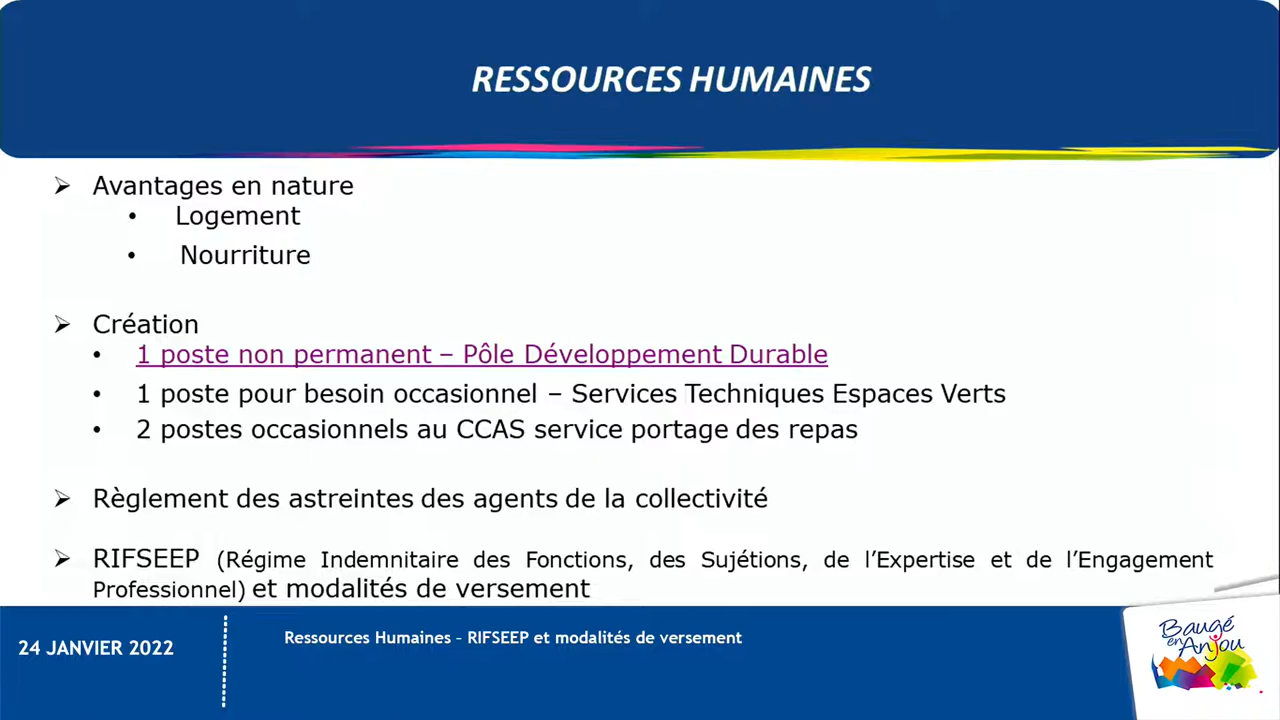 RESSOURCES HUMAINES
➢ Avantages en nature
• Logement
• Nourriture
➢ Création
• 1 poste non permanent – Pôle Développement Durable
• 1 poste pour besoin occasionnel – Services Techniques Espaces Verts
• 2 postes occasionnels au CCAS service portage des repas
➢ Règlement des astreintes des agents de la collectivité
➢ RIFSEEP (Régime Indemnitaire des Fonctions, des Sujétions, de l’Expertise et de l’Engagement
Professionnel) et modalités de versement
24 JANVIER 2022
Ressources Humaines – RIFSEEP et modalités de versement
Baugé
en Anjou